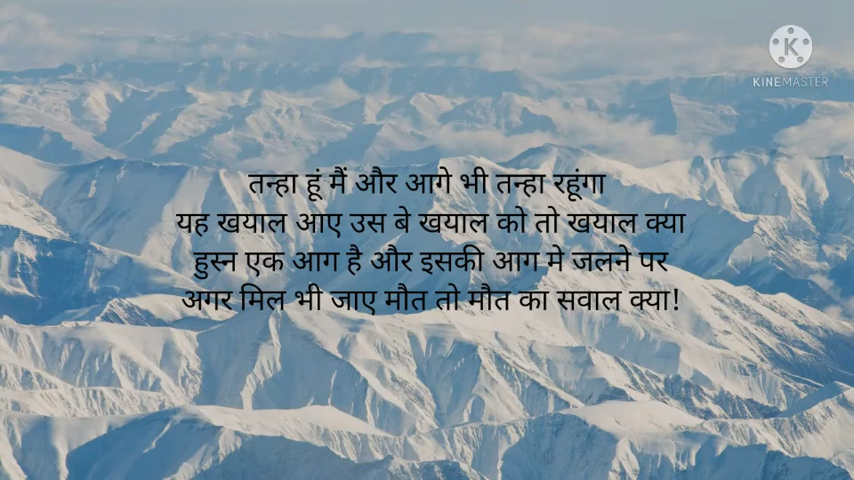 KINEMASTER
तन्हा हूं मैं और आगे भी तन्हा रहूंगा
यह खयाल आए उस बे खयाल को तो खयाल क्या
हुस्न एक आग है और इसकी आग मे जलने पर
अगर मिल भी जाए मौत तो मौत का सवाल क्या!